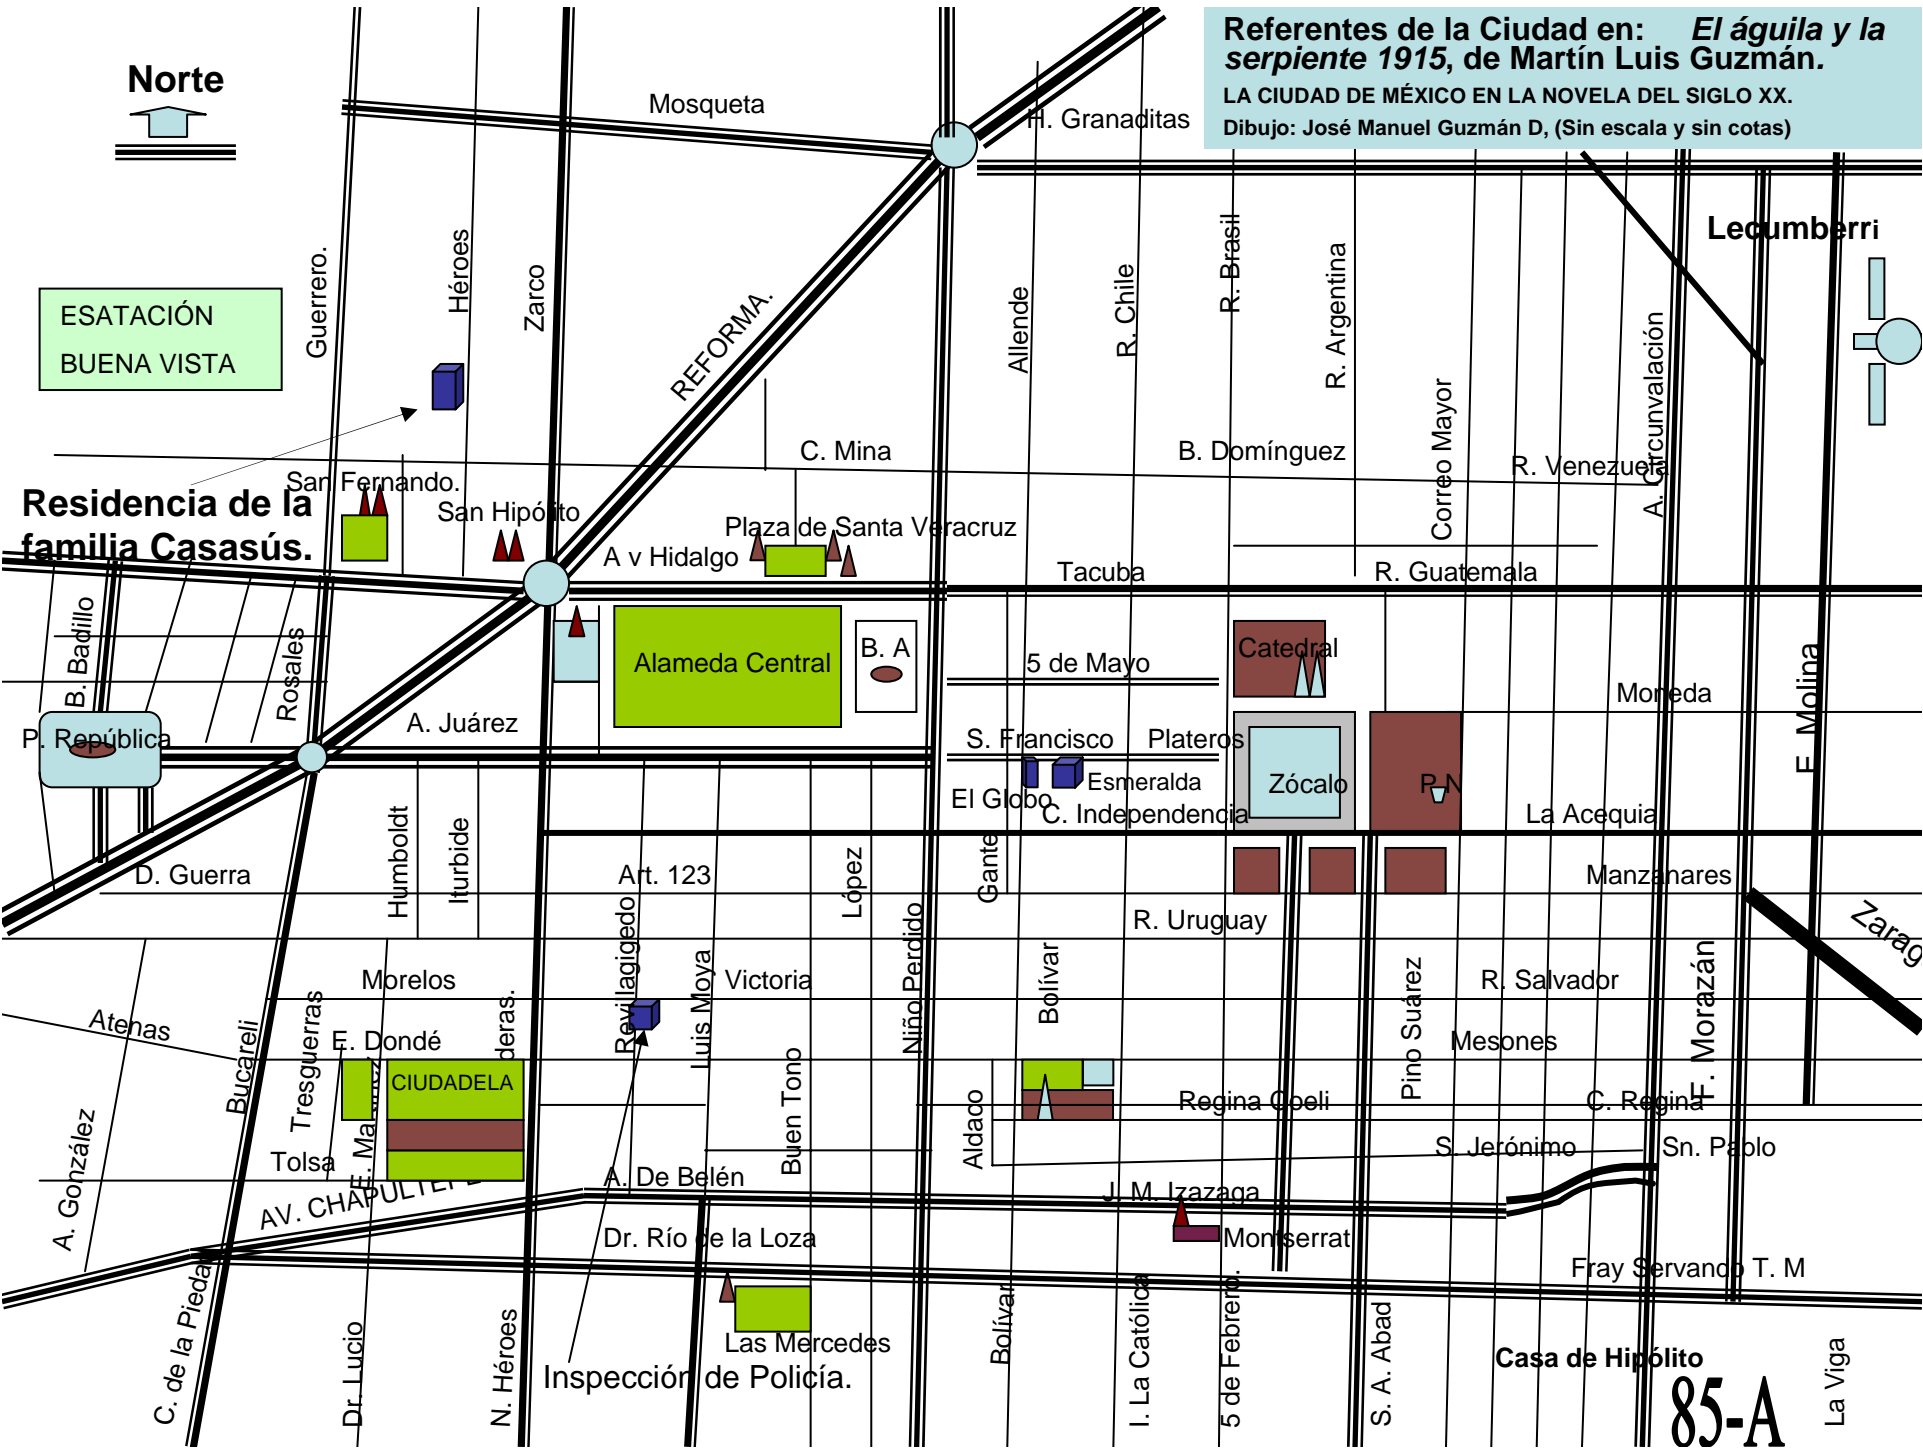 Referentes de la Ciudad en: El águila y la
serpiente 1915, de Martín Luis Guzmán.
LA CIUDAD DE MÉXICO EN LA NOVELA DEL SIGLO XX.
Dibujo: José Manuel Guzmán D, (Sin escala y sin cotas)
Norte
Mosqueta
H. Granaditas
Lecumberri
ESATACIÓN
BUENA VISTA
Guerrero.
Héroes
Zarco
REFORMA.
Allende
R. Chile
R. Brasil
R. Argentina
Correo Mayor
A. Circunvalación
C. Mina
B. Domínguez
R. Venezuela
San Fernando.
Residencia de la
familia Casasús.
San Hipólito
Plaza de Santa Veracruz
A v Hidalgo
Tacuba
R. Guatemala
B. Badillo
Rosales
Alameda Central
B. A
5 de Mayo
Catedral
Moneda
F. Molina
P. República
A. Juárez
S. Francisco
Plateros
Esmeralda
El Globo
Zócalo
P. N
C. Independencia
La Acequia
D. Guerra
Humboldt
Iturbide
Art. 123
López
Gante
Manzanares
R. Uruguay
Zarag
Morelos
Revillagigedo
Luis Moya
Victoria
Niño Perdido
Bolívar
Pino Suárez
R. Salvador
F. Morazán
Atenas
Bucareli
Tresguerras
E. Dondé
deras.
Mesones
CIUDADELA
A. González
Tolsa
Buen Tono
Aldaco
Regina Coeli
C. Regina
S. Jerónimo
Sn. Pablo
AV. CHAPULTEPE
A. De Belén
J. M. Izazaga
Montserrat
Dr. Río de la Loza
Fray Servando T. M
C. de la Piedad
Dr. Lucio
N. Héroes
Las Mercedes
Inspección de Policía.
Bolívar
I. La Católica
5 de Febrero.
S. A. Abad
Casa de Hipólito
85-A
La Viga